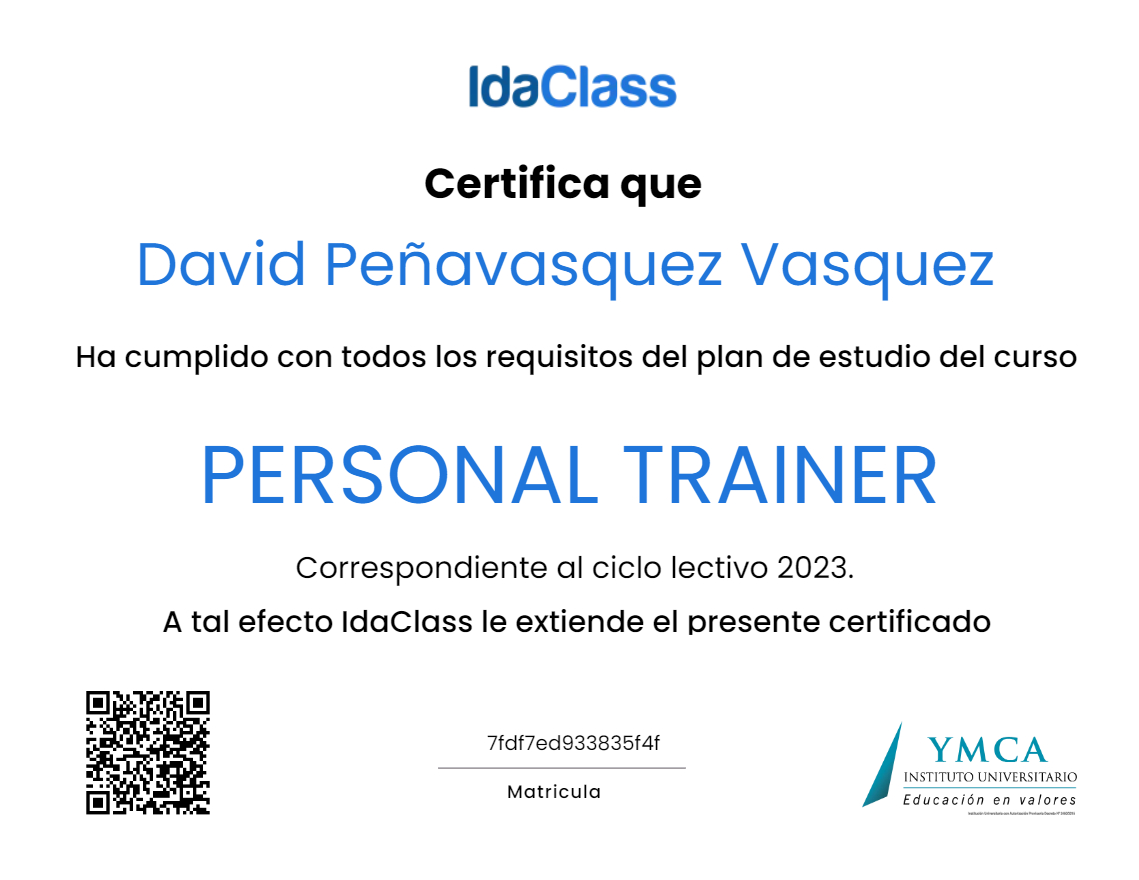 IdaClass
Certifica que
David Peñavasquez Vasquez
Ha cumplido con todos los requisitos del plan de estudio del curso
PERSONAL TRAINER
Correspondiente al ciclo lectivo 2023.
A tal efecto IdaClass le extiende el presente certificado
7fdf7ed933835f4f
Matricula
YMCA
INSTITUTO UNIVERSITARIO
Educación en valores